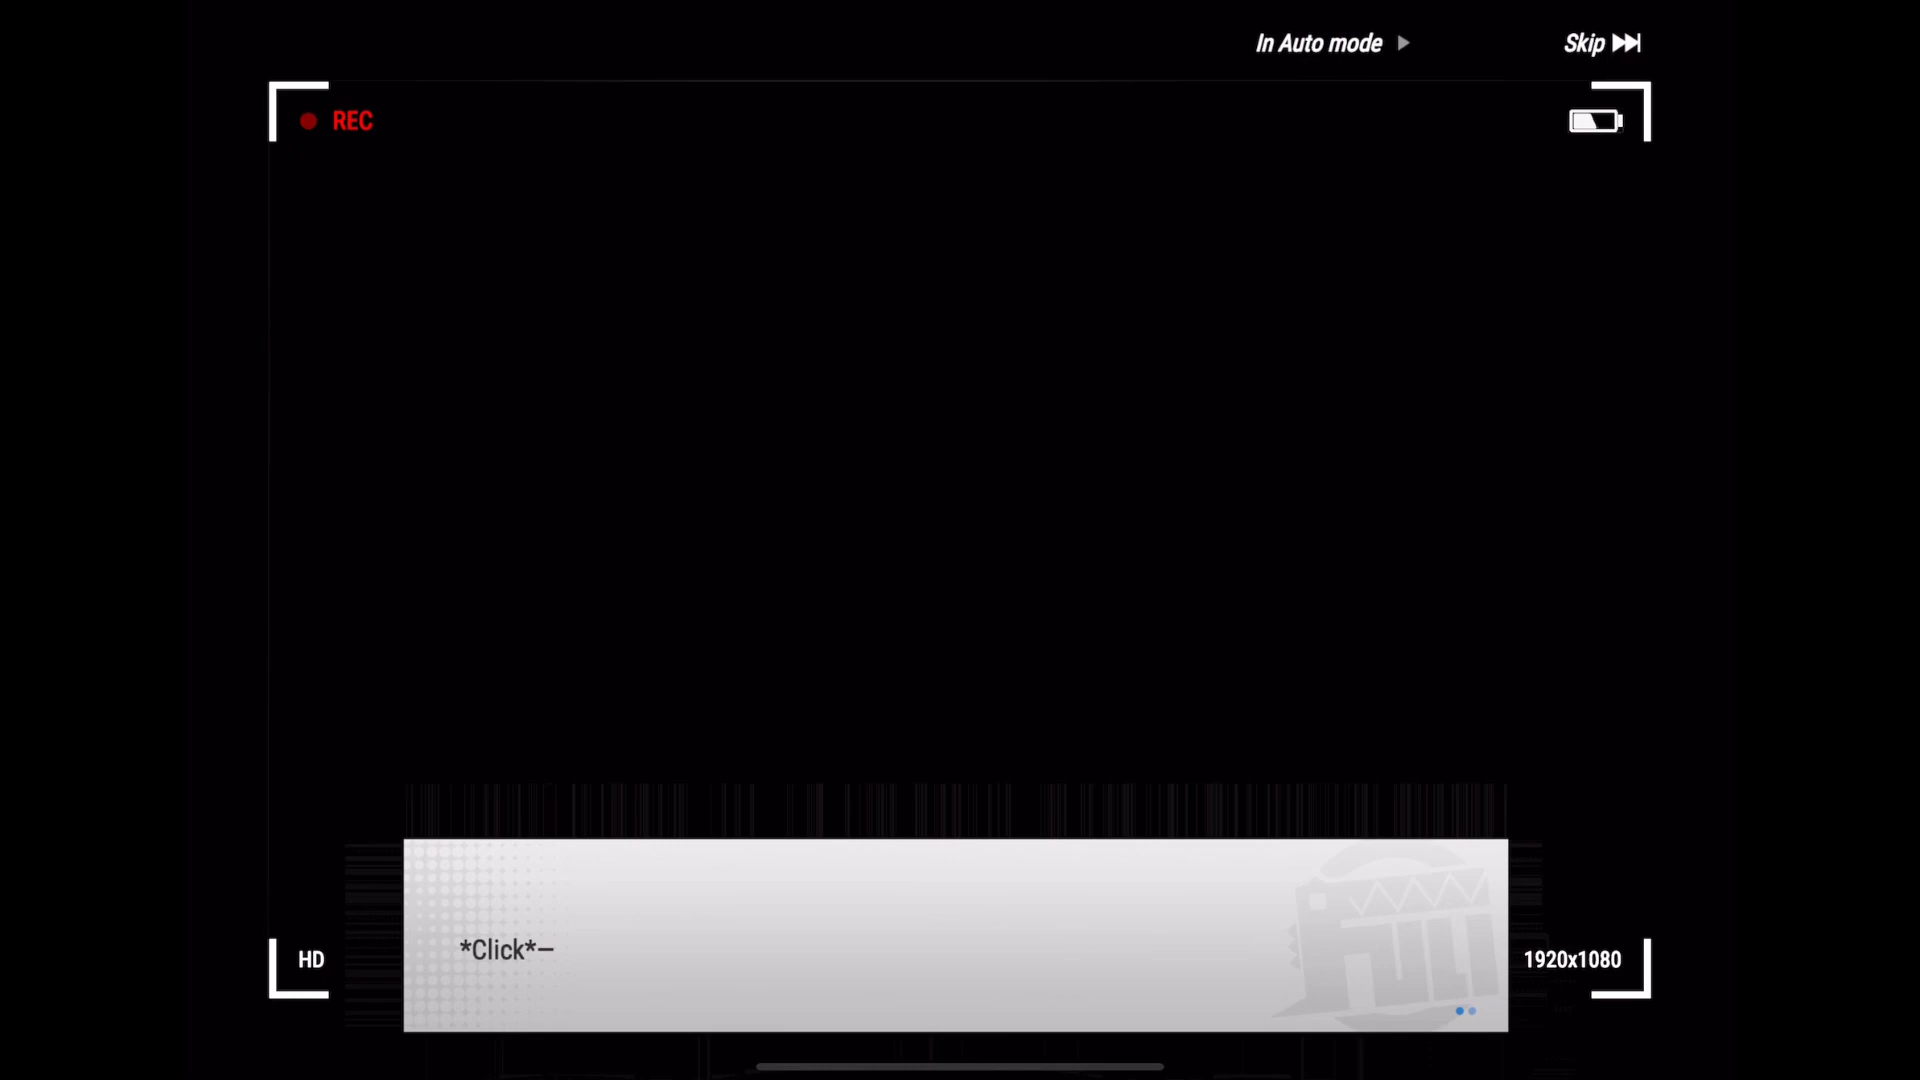 In Auto mode
Skip
REC
*Click*—
HD
1920x1080